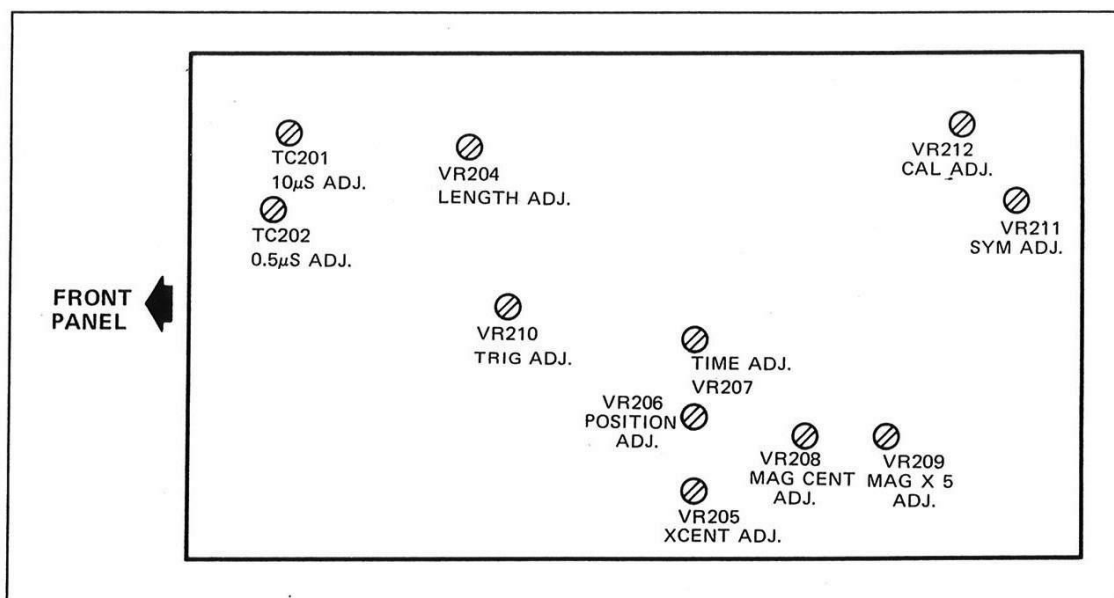 TC201
10μS ADJ.
TC202
0.5μS ADJ.
VR204
LENGTH ADJ.
VR212
CAL ADJ.
VR211
SYM ADJ.
FRONT
PANEL
VR210
TRIG ADJ.
TIME ADJ.
VR207
VR206
POSITION
ADJ.
VR208
MAG CENT
ADJ.
VR209
MAG X 5
ADJ.
VR205
XCENT ADJ.